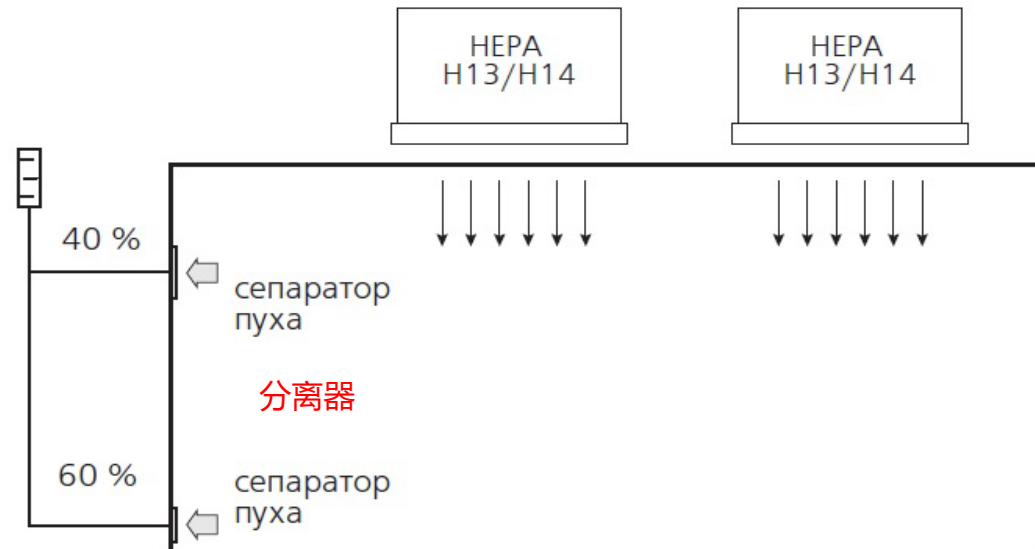 HEPA
H13/H14
HEPA
H13/H14
40 %
сепаратор
пуха
分离器
60 %
сепаратор
пуха